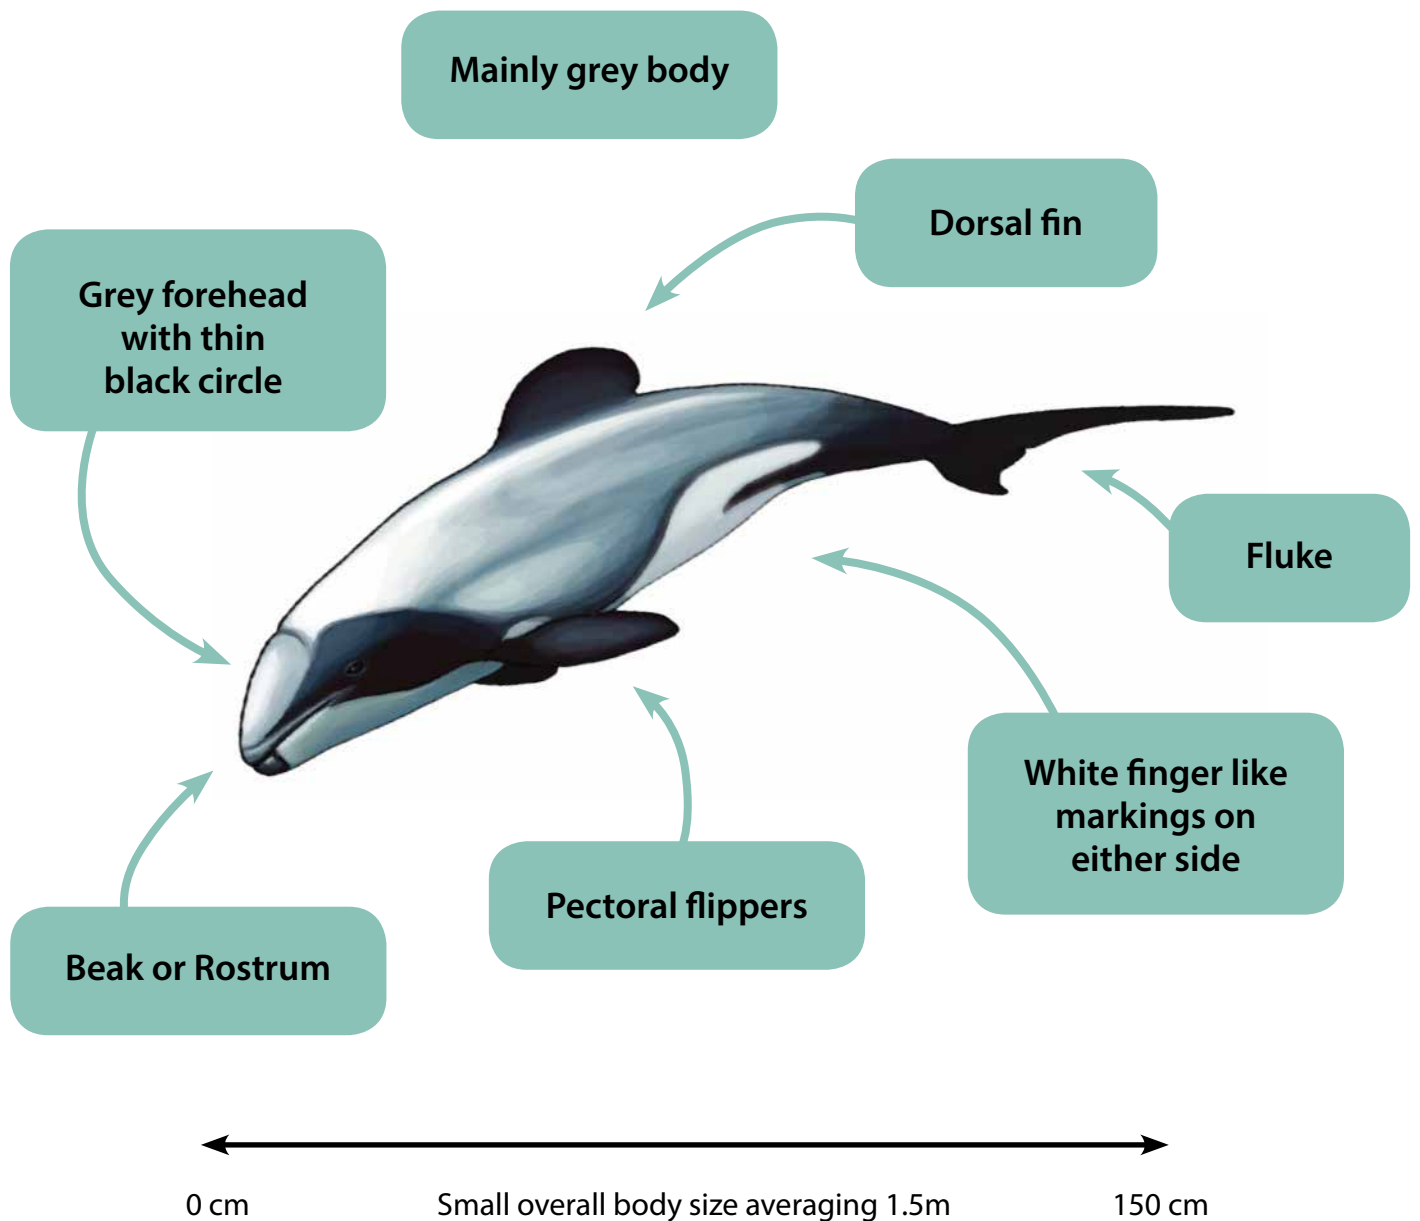 Mainly grey body
Dorsal fin
Grey forehead
with thin
black circle
Fluke
White finger like
markings on
either side
Pectoral flippers
Beak or Rostrum
0 cm
Small overall body size averaging 1.5m
150 cm